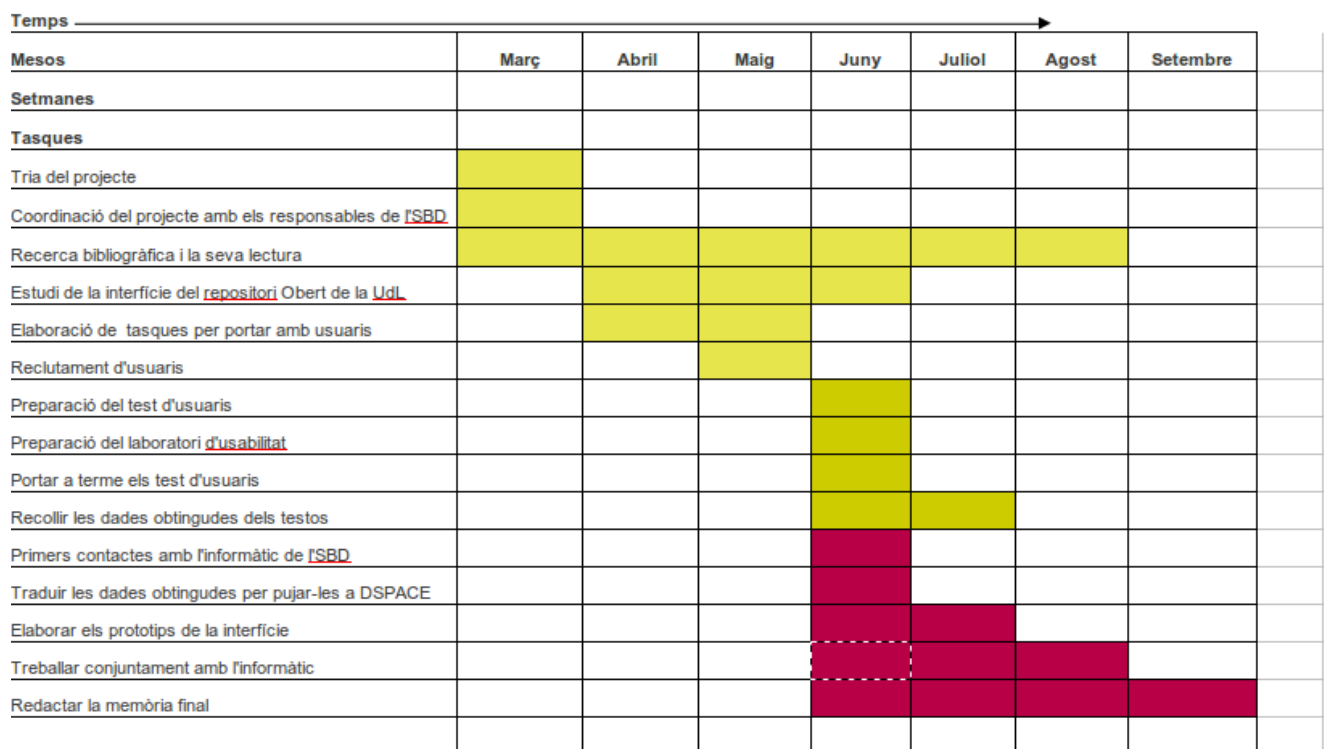 Temps
Mesos Març Abril Maig Juny Juliol Agost Setembre
Setmanes
Tasques
Tria del projecte
Coordinació del projecte amb els responsables de l'SBD
Recerca bibliogràfica i la seva lectura
Estudi de la interfície del repositori Obert de la UdL
Elaboració de tasques per portar amb usuaris
Reclutament d'usuaris
Preparació del test d'usuaris
Preparació del laboratori d'usabilitat
Portar a terme els test d'usuaris
Recollir les dades obtingudes dels testos
Primers contactes amb l'informàtic de l'SBD
Traduir les dades obtingudes per pujar-les a DSPACE
Elaborar els prototips de la interfície
Treballar conjuntament amb l'informàtic
Redactar la memòria final